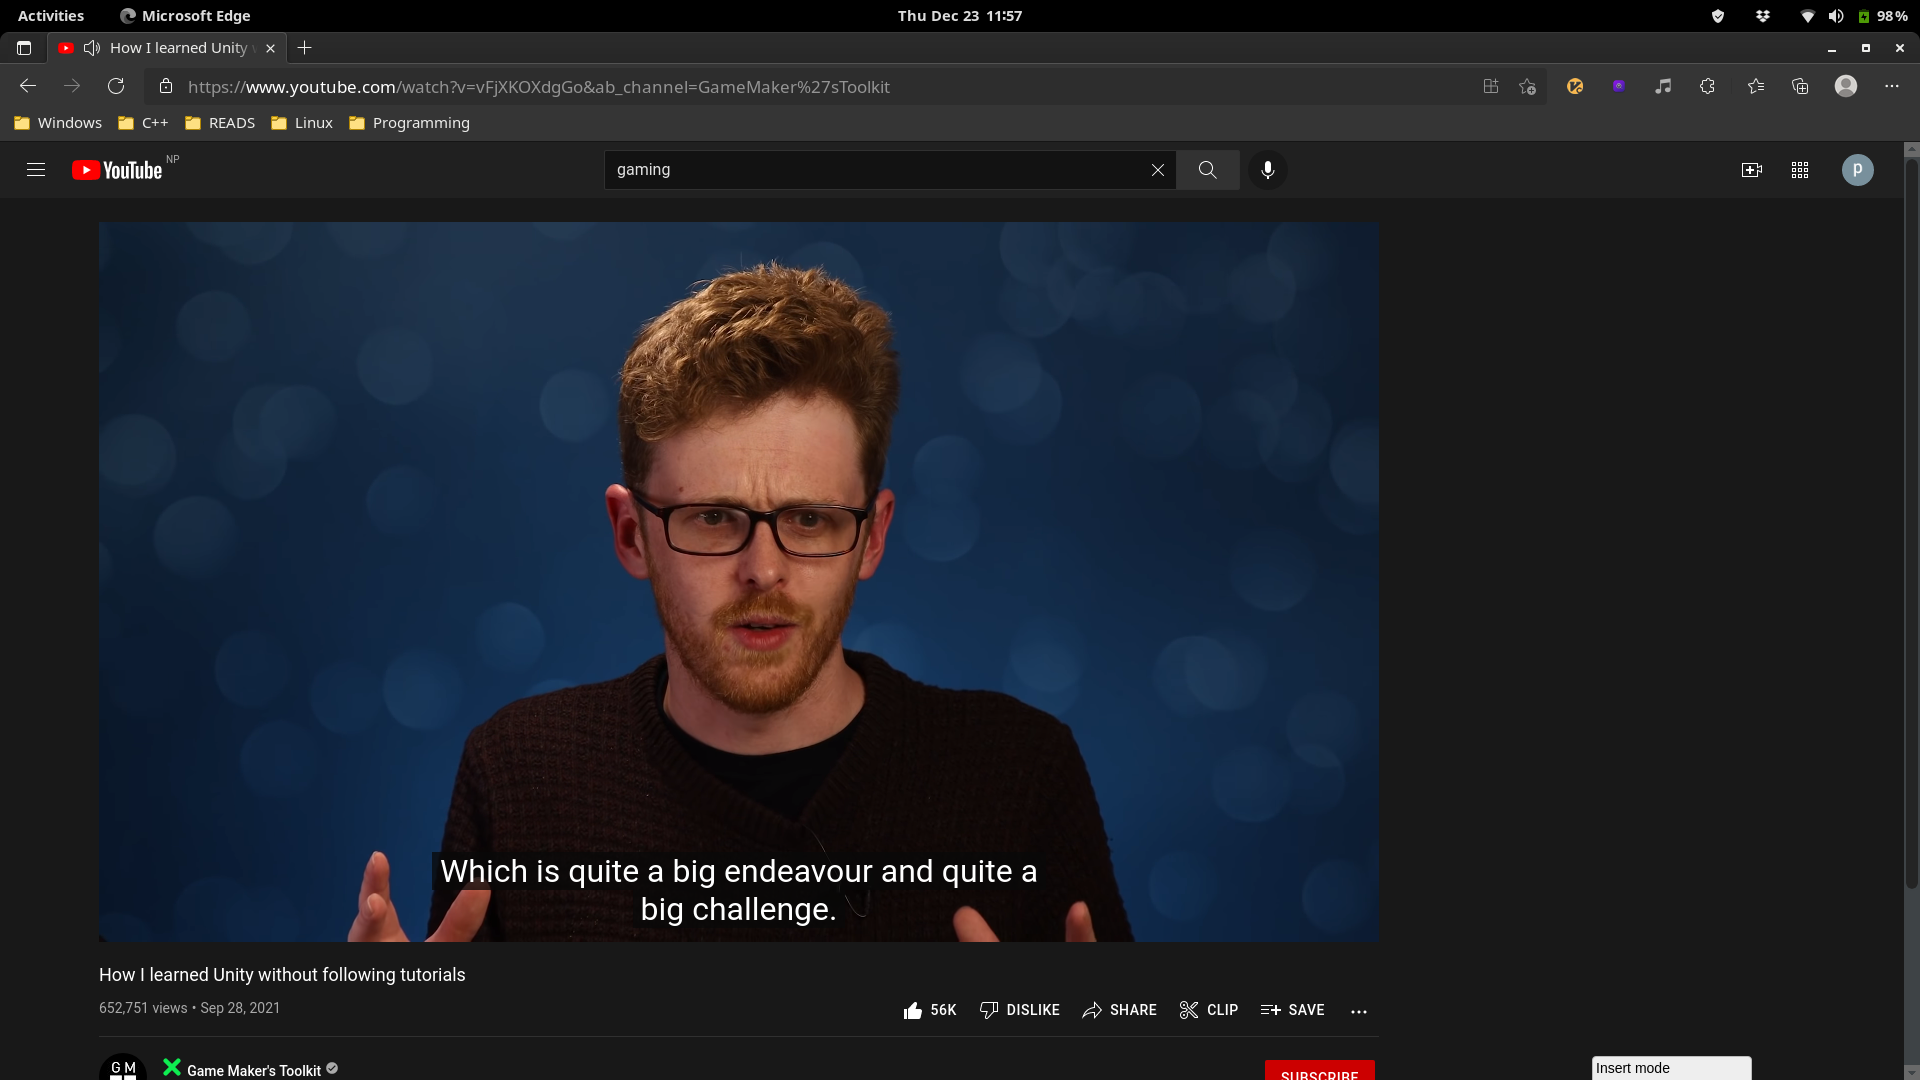 Activities
Microsoft Edge
Thu Dec 23 11:57
98%
How I learned Unity
https://www.youtube.com/watch?v=vFjXKOXdgGo&ab_channel=GameMaker%27sToolkit
Windows
C++
READS
Linux
Programming
YouTube NP
gaming
p
Which is quite a big endeavour and quite a
big challenge.
How I learned Unity without following tutorials
652,751 views • Sep 28, 2021
56K
DISLIKE
SHARE
CLIP
SAVE
G M
Game Maker's Toolkit
SUBSCRIBE
Insert mode